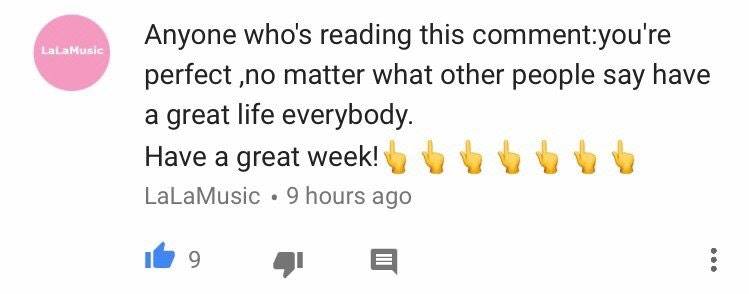 LaLaMusic
Anyone who's reading this comment:you're
perfect ,no matter what other people say have
a great life everybody.
Have a great week!👆👆👆👆👆👆👆
LaLaMusic • 9 hours ago
9